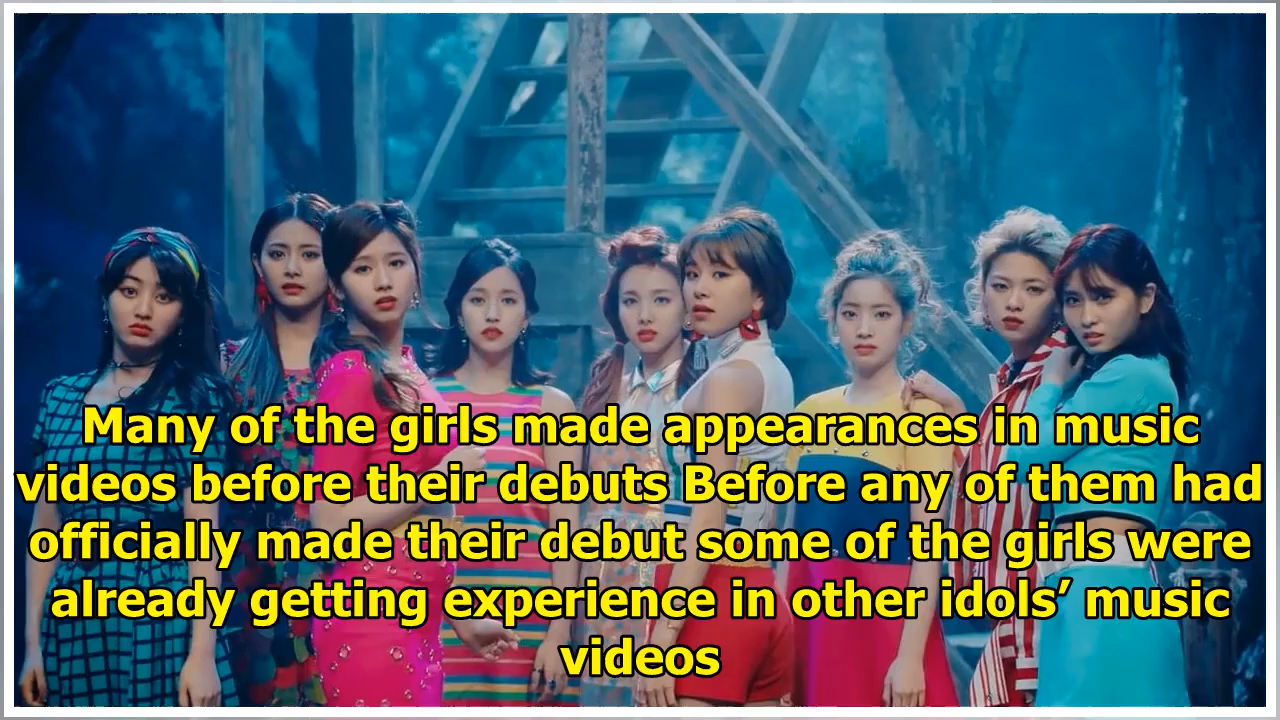 Many of the girls made appearances in music
videos before their debuts Before any of them had
officially made their debut some of the girls were
already getting experience in other idols’ music
videos